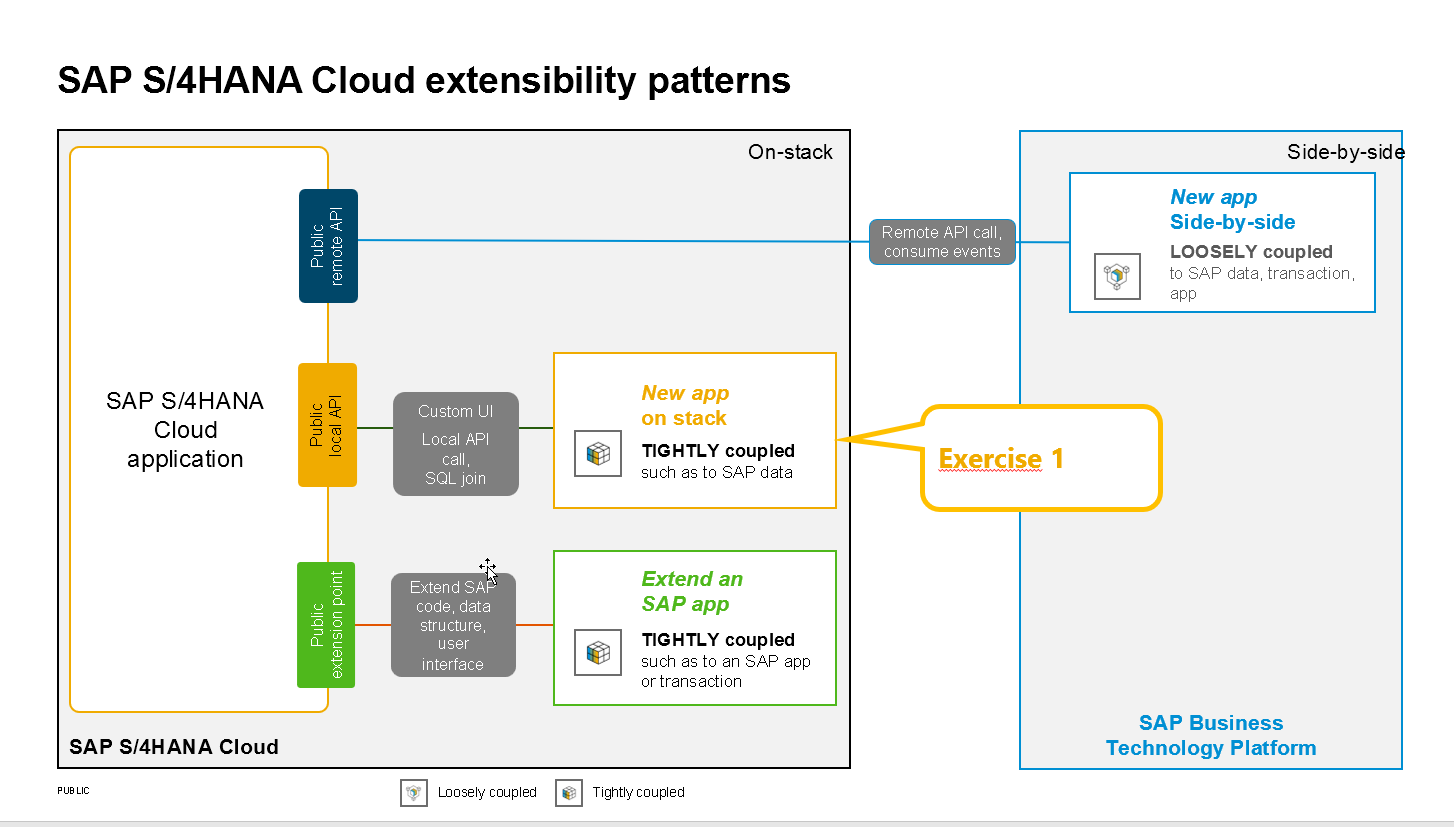 SAP S/4HANA Cloud extensibility patterns
On-stack
Side-by-side
Public
remote API
Remote API call,
consume events
New app
Side-by-side
LOOSELY coupled
to SAP data, transaction,
app
SAP S/4HANA
Cloud
application
Public
local API
Custom UI
Local API
call,
SQL join
New app
on stack
TIGHTLY coupled
such as to SAP data
Exercise 1
Public
extension point
Extend SAP
code, data
structure,
user
interface
Extend an
SAP app
TIGHTLY coupled
such as to an SAP app
or transaction
SAP S/4HANA Cloud
SAP Business
Technology Platform
PUBLIC
Loosely coupled
Tightly coupled